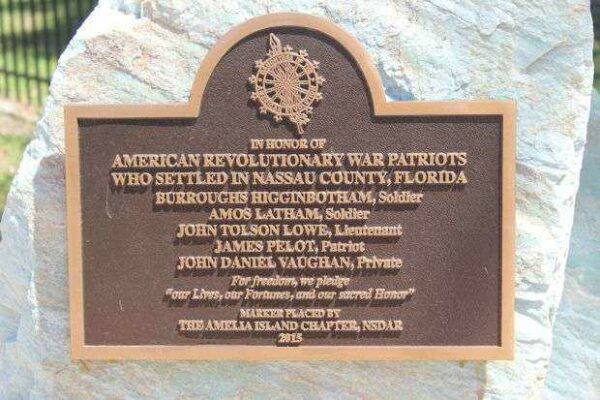 IN HONOR OF
AMERICAN REVOLUTIONARY WAR PATRIOTS
WHO SETTLED IN NASSAU COUNTY, FLORIDA
BURROUGHS HIGGINBOTHAM, Soldier
AMOS LATHAM, Soldier
JOHN TOLSON LOWE, Lieutenant
JAMES PELOT, Patriot
JOHN DANIEL VAUGHAN, Private
For freedom, we pledge
"our Lives, our Fortunes, and our sacred Honor"
MARKER PLACED BY
THE AMELIA ISLAND CHAPTER, NSDAR
2015